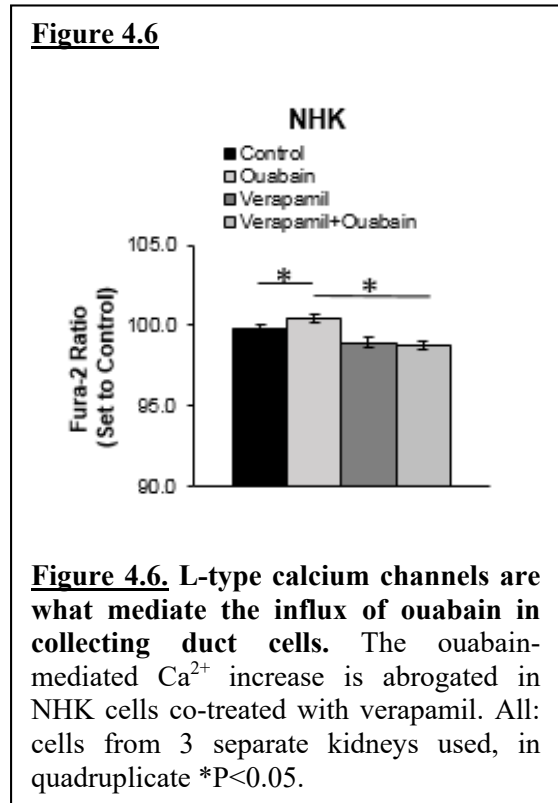 Figure 4.6
NHK
Control
Ouabain
Verapamil
Verapamil+Ouabain
105.0
100.0
95.0
90.0
Fura-2 Ratio
(Set to Control)
*
*
Figure 4.6. L-type calcium channels are
what mediate the influx of ouabain in
collecting duct cells. The ouabain-
mediated Ca²⁺ increase is abrogated in
NHK cells co-treated with verapamil. All:
cells from 3 separate kidneys used, in
quadruplicate *P<0.05.